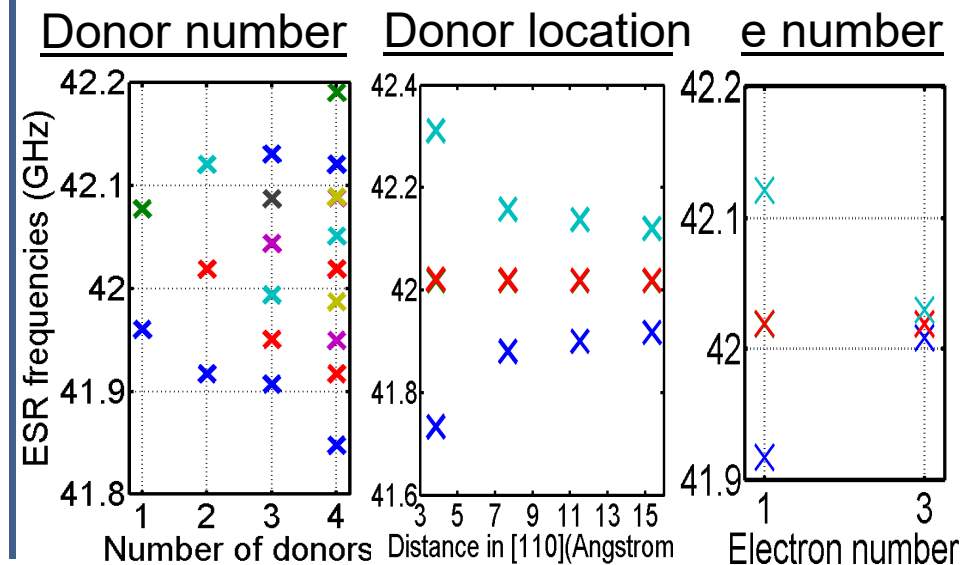 Donor number
Donor location
e number
ESR frequencies (GHz)
42.2
42.1
42
41.9
41.8
1 2 3 4
Number of donors
42.4
42.2
42
41.8
41.6
3 5 7 9 11 13 15
Distance in [110](Angstrom
42.2
42.1
42
41.9
1 3
Electron number